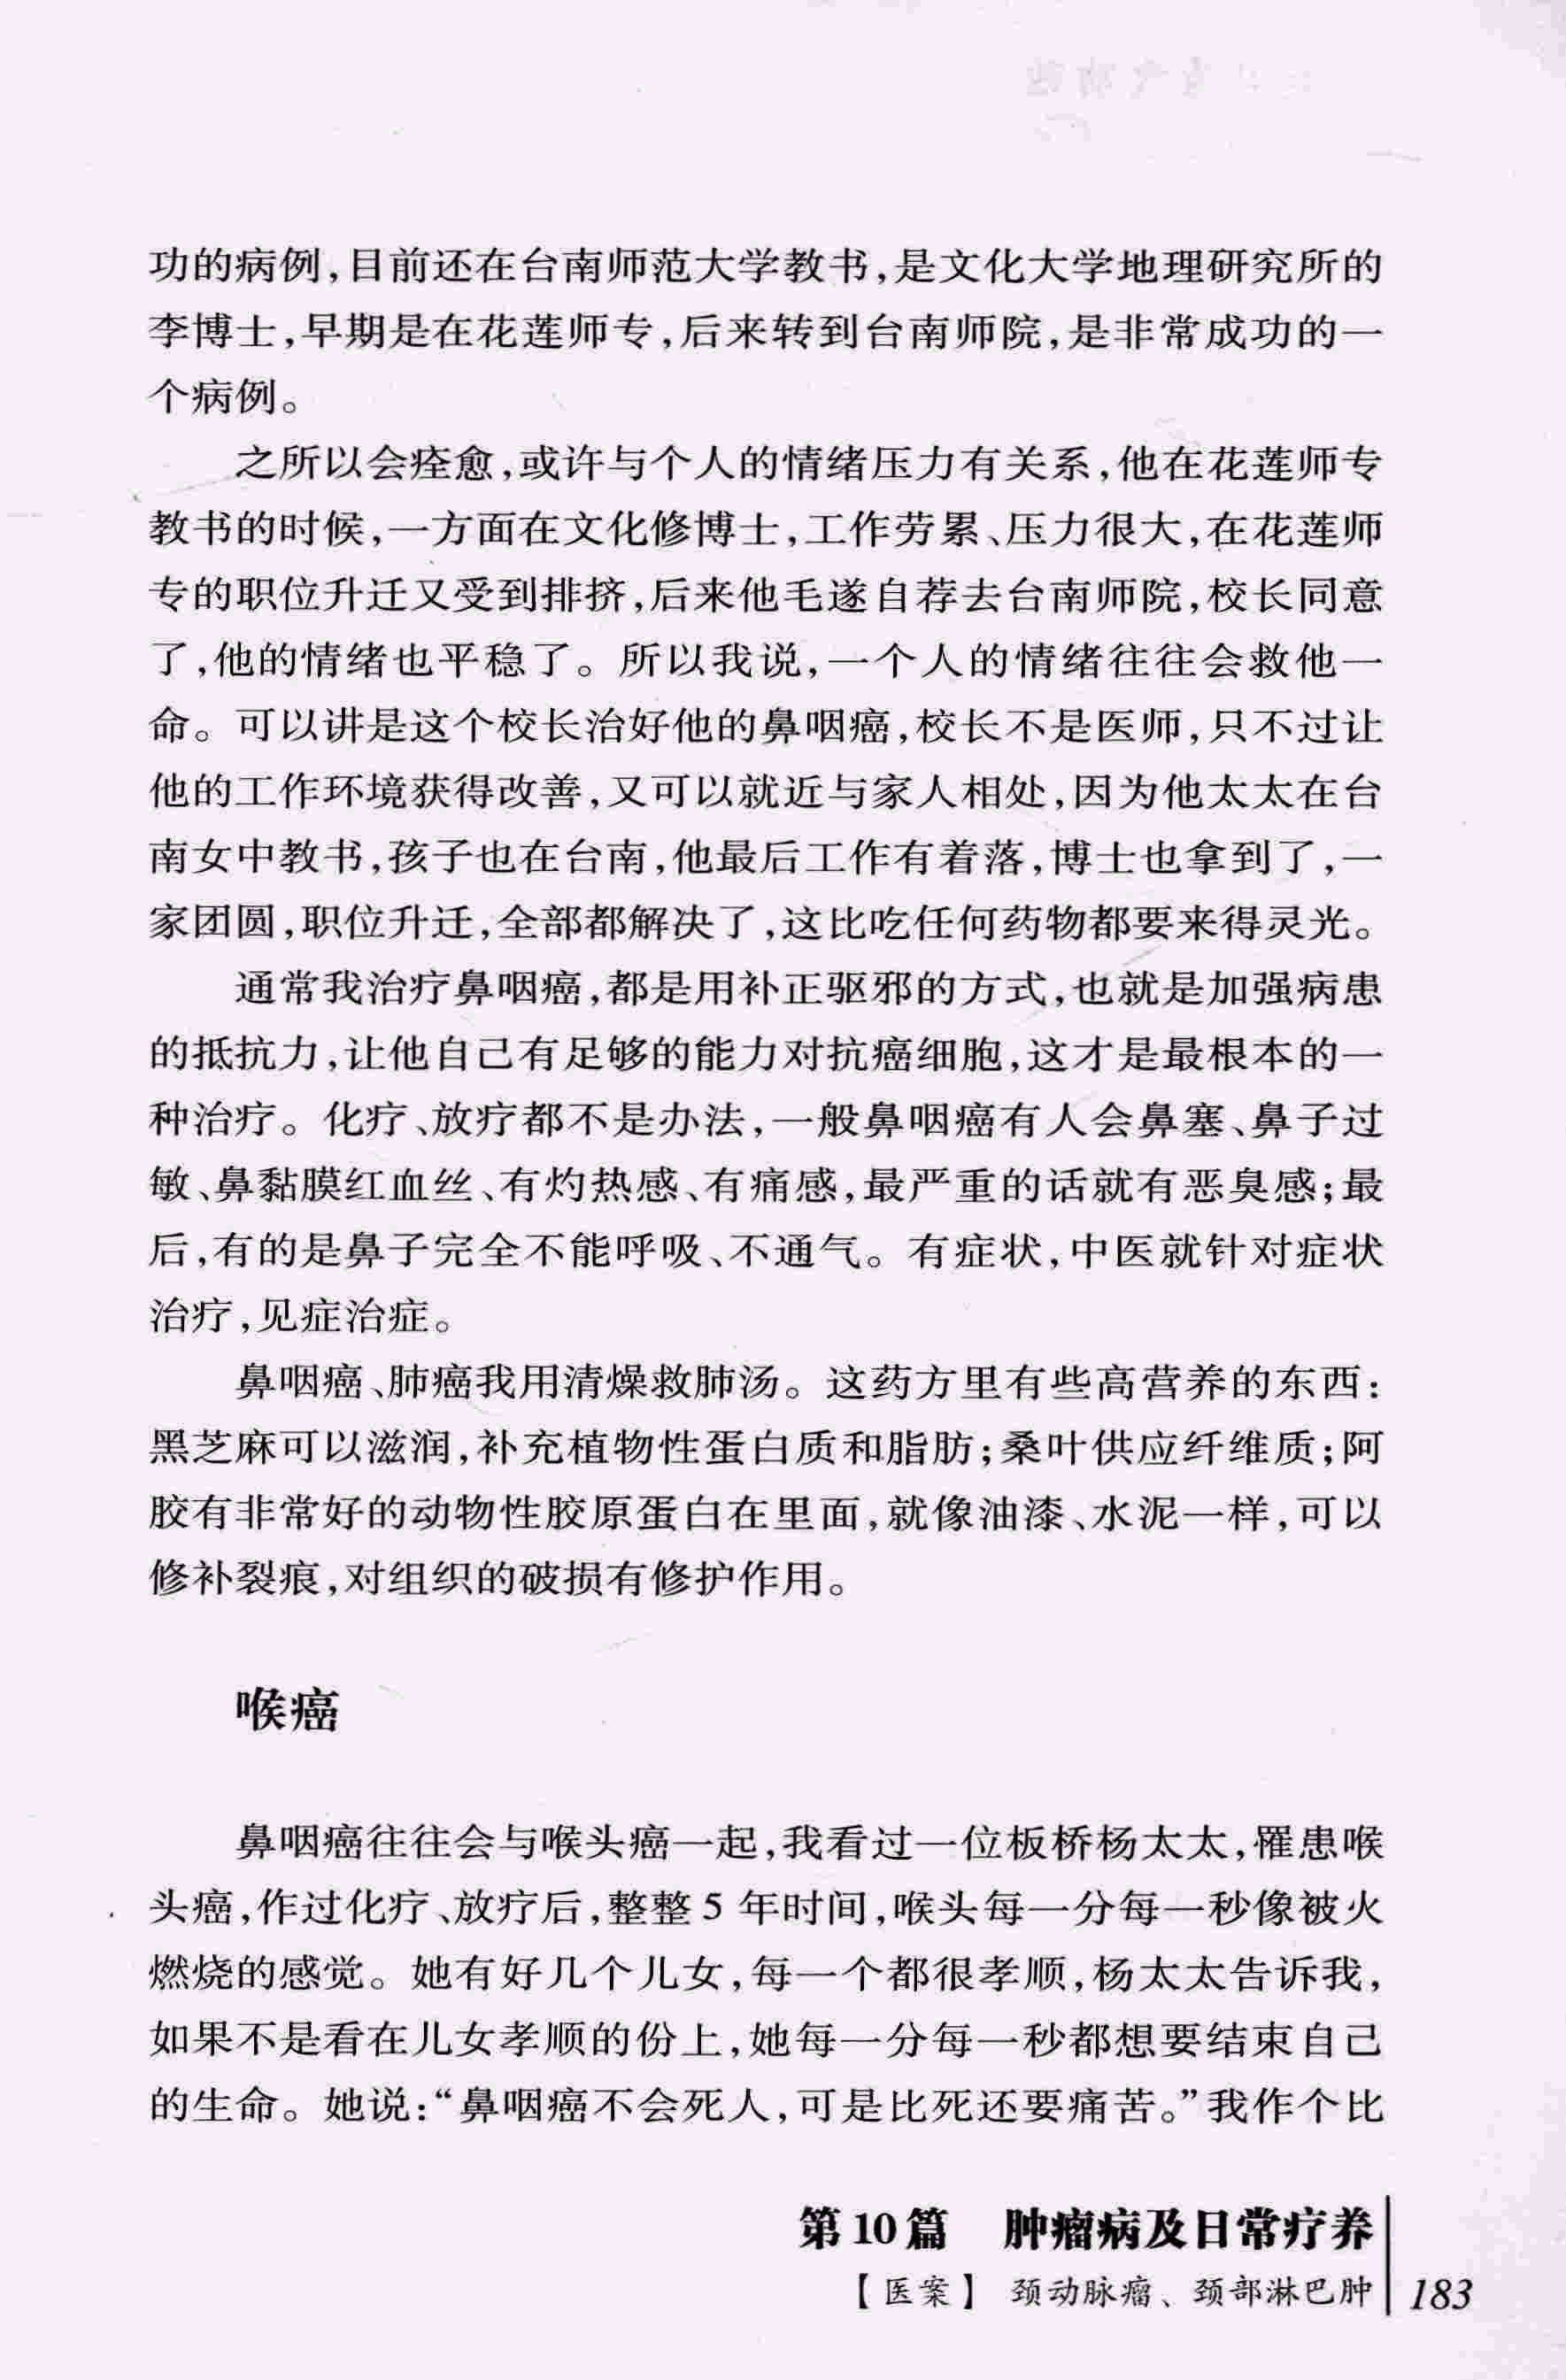 功的病例,目前还在台南师范大学教书,是文化大学地理研究所的
李博士,早期是在花莲师专,后来转到台南师院,是非常成功的一
个病例。
之所以会痊愈,或许与个人的情绪压力有关系,他在花莲师专
教书的时候,一方面在文化修博士,工作劳累、压力很大,在花莲师
专的职位升迁又受到排挤,后来他毛遂自荐去台南师院,校长同意
了,他的情绪也平稳了。所以我说,一个人的情绪往往会救他一
命。可以讲是这个校长治好他的鼻咽癌,校长不是医师,只不过让
他的工作环境获得改善,又可以就近与家人相处,因为他太太在台
南女中教书,孩子也在台南,他最后工作有着落,博士也拿到了,一
家团圆,职位升迁,全部都解决了,这比吃任何药物都要来得灵光。
通常我治疗鼻咽癌,都是用补正驱邪的方式,也就是加强病患
的抵抗力,让他自己有足够的能力对抗癌细胞,这才是最根本的一
种治疗。化疗、放疗都不是办法,一般鼻咽癌有人会鼻塞、鼻子过
敏、鼻黏膜红血丝、有灼热感、有痛感,最严重的话就有恶臭感;最
后,有的是鼻子完全不能呼吸、不通气。有症状,中医就针对症状
治疗,见症治症。
鼻咽癌、肺癌我用清燥救肺汤。这药方里有些高营养的东西:
黑芝麻可以滋润,补充植物性蛋白质和脂肪;桑叶供应纤维质;阿
胶有非常好的动物性胶原蛋白在里面,就像油漆、水泥一样,可以
修补裂痕,对组织的破损有修护作用。
喉癌
鼻咽癌往往会与喉头癌一起,我看过一位板桥杨太太,罹患喉
头癌,作过化疗、放疗后,整整5年时间,喉头每一分每一秒像被火
燃烧的感觉。她有好几个儿女,每一个都很孝顺,杨太太告诉我,
如果不是看在儿女孝顺的份上,她每一分每一秒都想要结束自己
的生命。她说:“鼻咽癌不会死人,可是比死还要痛苦。”我作个比
第10篇 肿瘤病及日常疗养
【医案】 颈动脉瘤、颈部淋巴肿 183